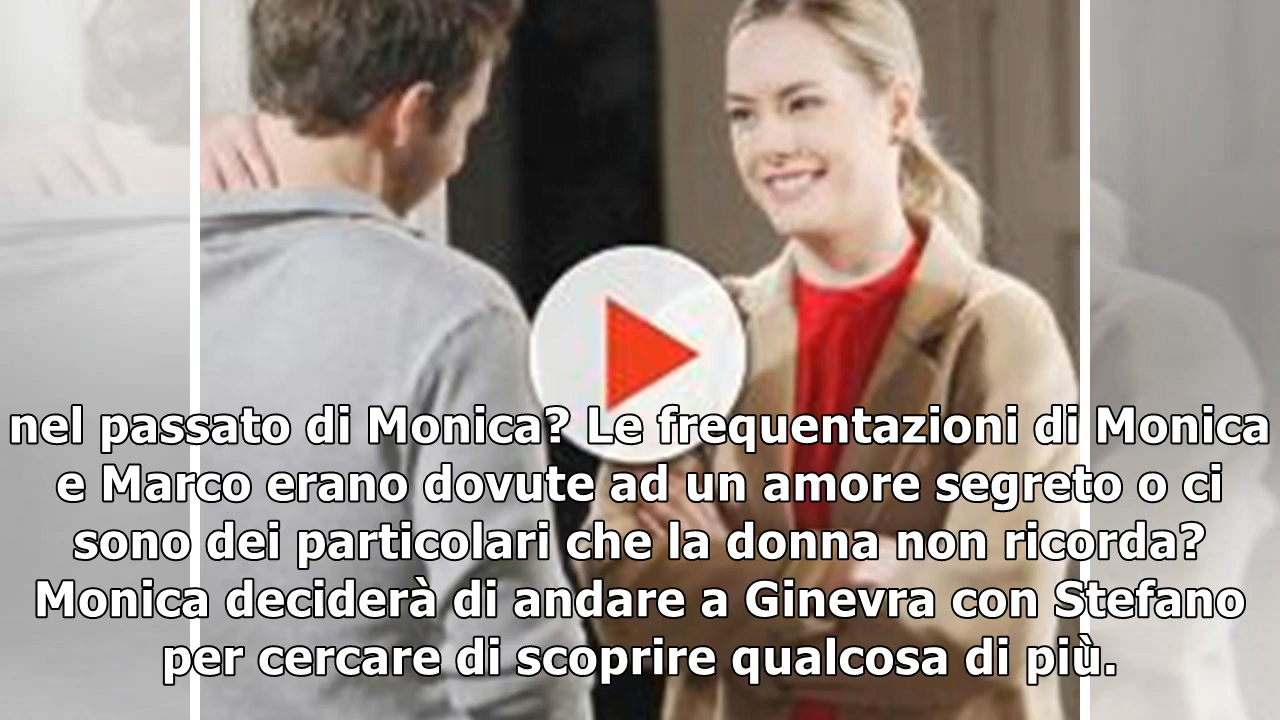 nel passato di Monica? Le frequentazioni di Monica
e Marco erano dovute ad un amore segreto o ci
sono dei particolari che la donna non ricorda?
Monica deciderà di andare a Ginevra con Stefano
per cercare di scoprire qualcosa di più.